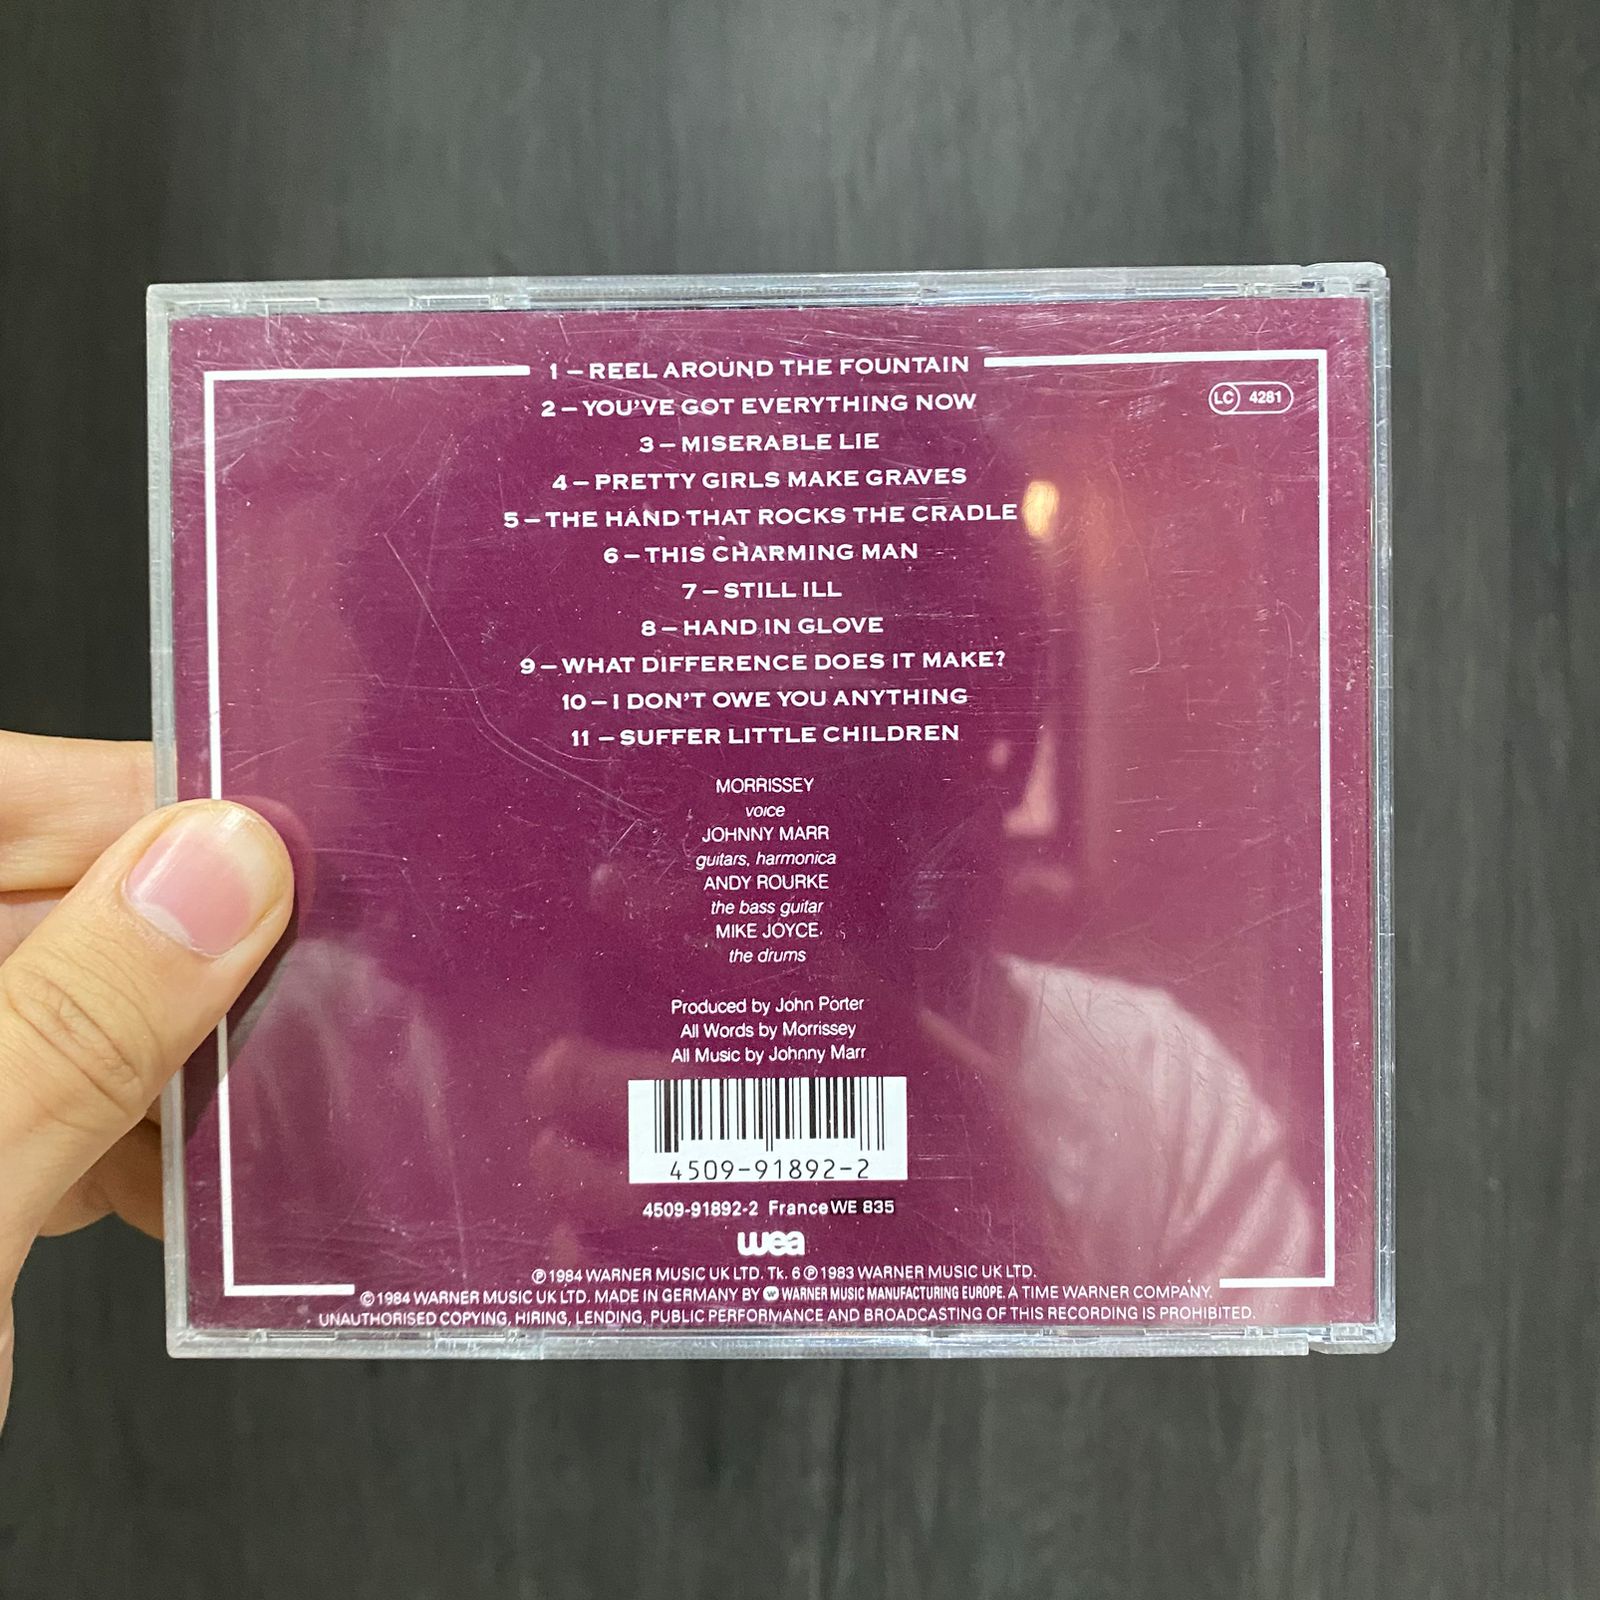 1 – REEL AROUND THE FOUNTAIN
2 – YOU'VE GOT EVERYTHING NOW
LC 4281
3 – MISERABLE LIE
4 – PRETTY GIRLS MAKE GRAVES
5 – THE HAND THAT ROCKS THE CRADLE
6 – THIS CHARMING MAN
7 – STILL ILL
8 – HAND IN GLOVE
9 – WHAT DIFFERENCE DOES IT MAKE?
10 – I DON'T OWE YOU ANYTHING
11 – SUFFER LITTLE CHILDREN
MORRISSEY
voice
JOHNNY MARR
guitars, harmonica
ANDY ROURKE
the bass guitar
MIKE JOYCE
the drums
Produced by John Porter
All Words by Morrissey
All Music by Johnny Marr
4509-91892-2
4509-91892-2 France WE 835
wea
℗ 1984 WARNER MUSIC UK LTD. Tk. 6 ℗ 1983 WARNER MUSIC UK LTD.
© 1984 WARNER MUSIC UK LTD. MADE IN GERMANY BY WARNER MUSIC MANUFACTURING EUROPE. A TIME WARNER COMPANY.
UNAUTHORISED COPYING, HIRING, LENDING, PUBLIC PERFORMANCE AND BROADCASTING OF THIS RECORDING IS PROHIBITED.